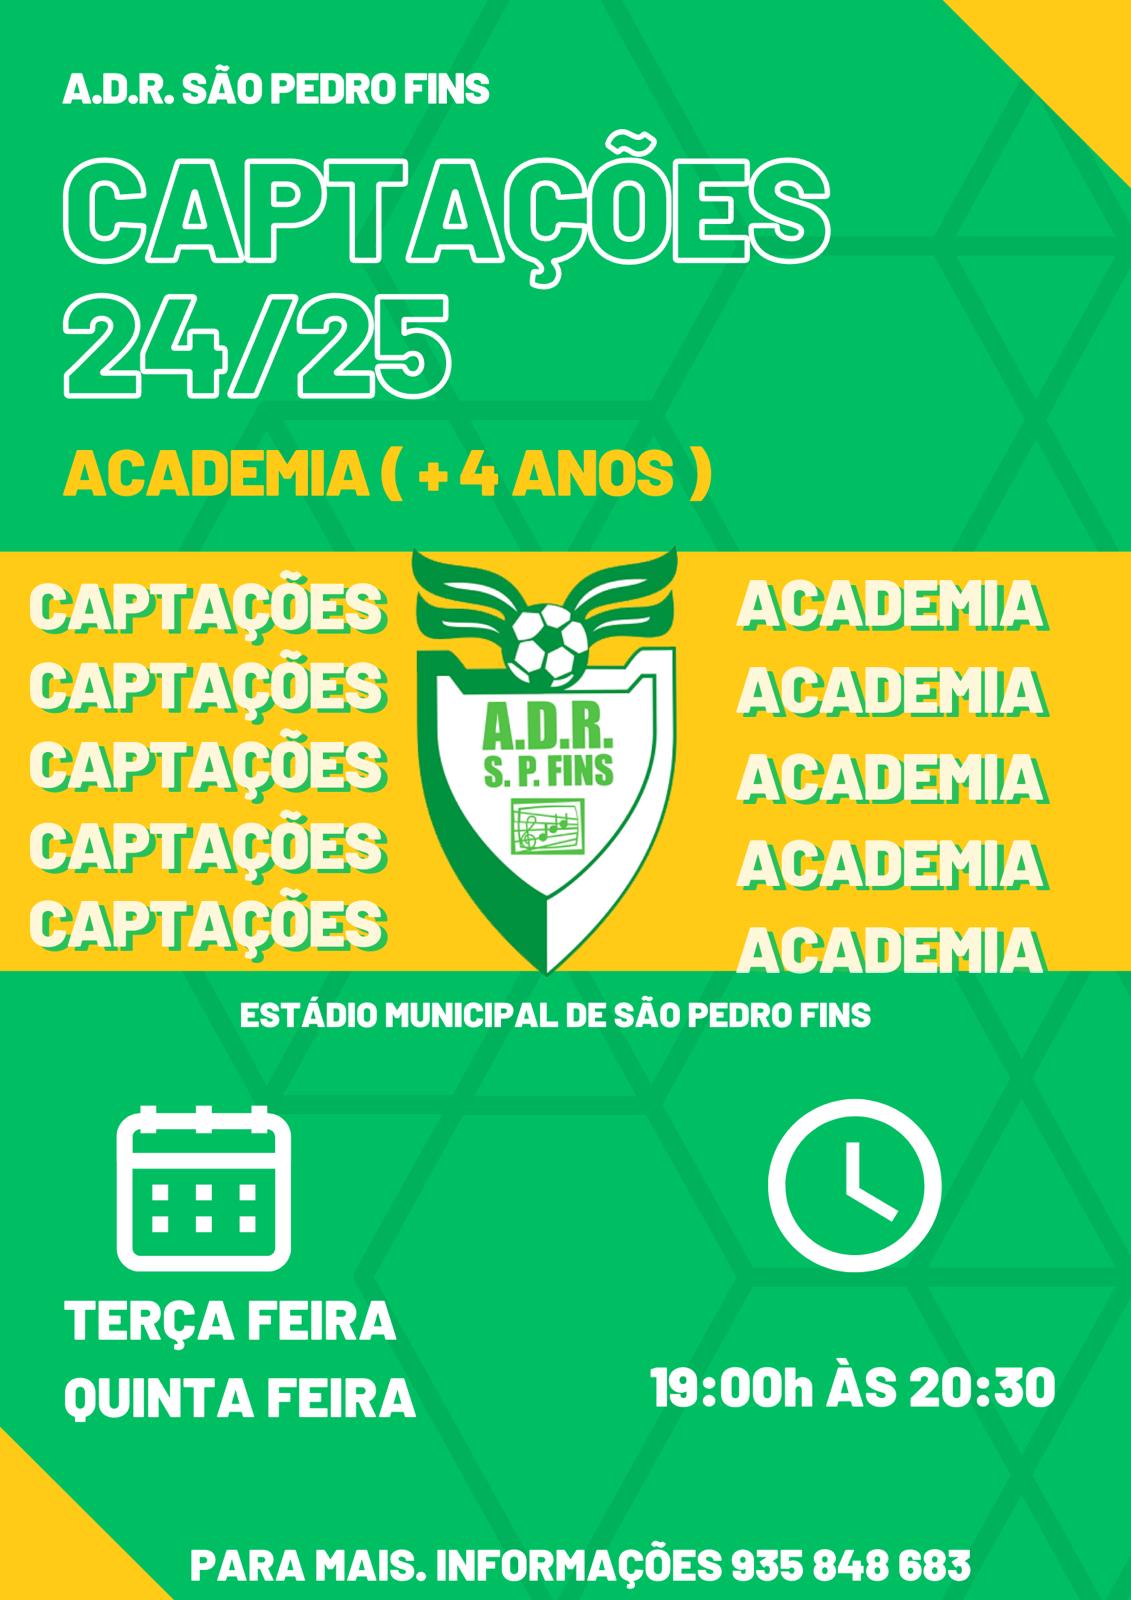 A.D.R. SÃO PEDRO FINS
CAPTAÇÕES
24/25
ACADEMIA ( + 4 ANOS )
CAPTAÇÕES
CAPTAÇÕES
CAPTAÇÕES
CAPTAÇÕES
CAPTAÇÕES
A.D.R.
S. P. FINS
ACADEMIA
ACADEMIA
ACADEMIA
ACADEMIA
ACADEMIA
ESTÁDIO MUNICIPAL DE SÃO PEDRO FINS
TERÇA FEIRA
QUINTA FEIRA
19:00h ÀS 20:30
PARA MAIS. INFORMAÇÕES 935 848 683